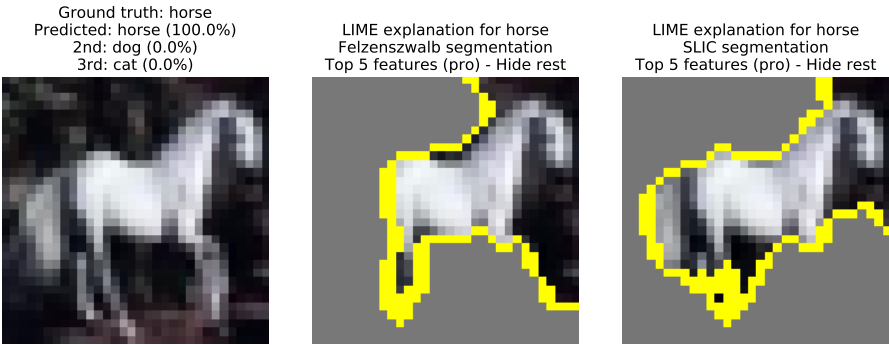 Ground truth: horse
Predicted: horse (100.0%)
2nd: dog (0.0%)
3rd: cat (0.0%)
LIME explanation for horse
Felzenszwalb segmentation
Top 5 features (pro) - Hide rest
LIME explanation for horse
SLIC segmentation
Top 5 features (pro) - Hide rest